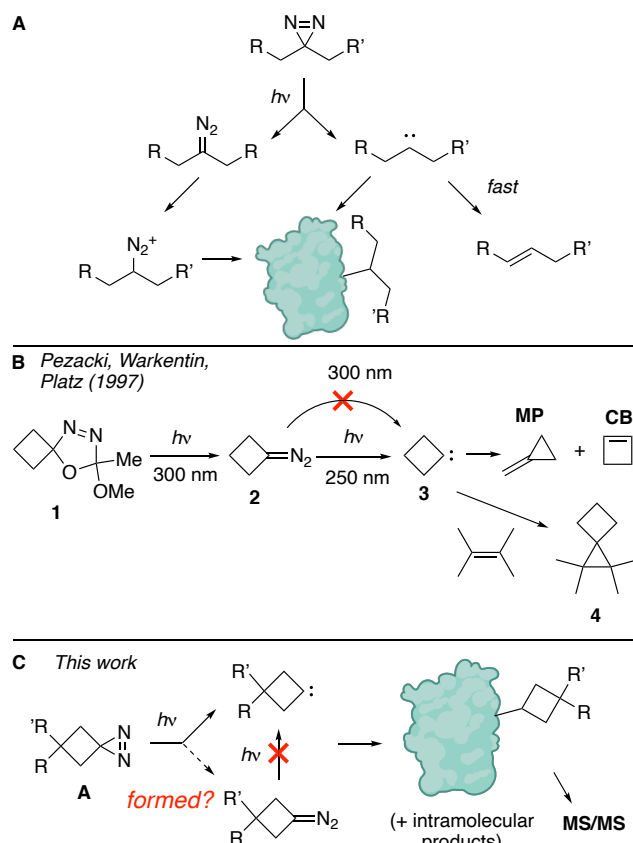 A
N=N
R R'
hν
N2
R R
R R'
fast
N2+
R R'
R
'R
R R'
B Pezacki, Warkentin,
Platz (1997)
300 nm
N=N
O
Me
OMe
1
hν
300 nm
N2
2
hν
250 nm
:
3
MP
+
CB
4
C This work
'R
R
N
N
A
hν
formed?
R'
R
:
hν
R'
R
N2
R'
R
(+ intramolecular
products)
MS/MS